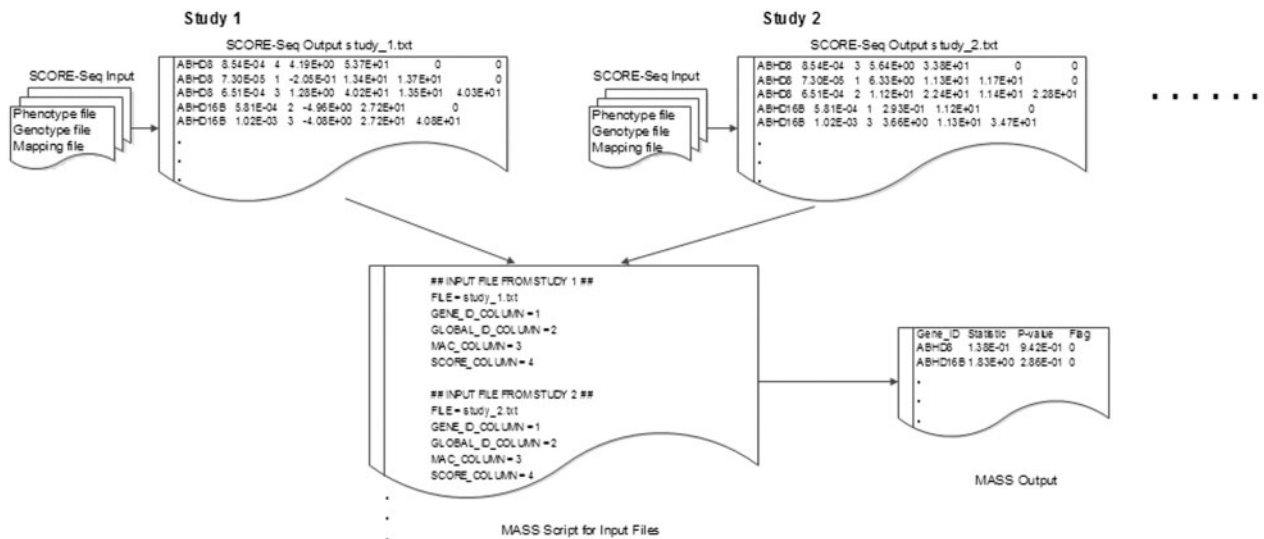 Study 1
SCORE-Seq Output study_1.txt
SCORE-Seq Input
Phenotype file
Genotype file
Mapping file
ABHD8 8.54E-04 4 4.19E+00 5.37E+01 0 0
ABHD8 7.30E-05 1 -2.05E-01 1.34E+01 1.37E+01 0
ABHD8 6.51E-04 3 1.28E+00 4.02E+01 1.35E+01 4.03E+01
ABHD16B 5.81E-04 2 -4.96E+00 2.72E+01 0
ABHD16B 1.02E-03 3 -4.08E+00 2.72E+01 4.08E+01
Study 2
SCORE-Seq Output study_2.txt
SCORE-Seq Input
Phenotype file
Genotype file
Mapping file
ABHD8 8.54E-04 3 5.64E+00 3.38E+01 0 0
ABHD8 7.30E-05 1 6.33E+00 1.13E+01 1.17E+01 0
ABHD8 6.51E-04 2 1.12E+01 2.24E+01 1.14E+01 2.28E+01
ABHD16B 5.81E-04 1 2.93E-01 1.12E+01 0
ABHD16B 1.02E-03 3 3.66E+00 1.13E+01 3.47E+01
## INPUT FILE FROM STUDY 1 ##
FILE = study_1.txt
GENE_ID_COLUMN = 1
GLOBAL_ID_COLUMN = 2
MAC_COLUMN = 3
SCORE_COLUMN = 4
## INPUT FILE FROM STUDY 2 ##
FILE = study_2.txt
GENE_ID_COLUMN = 1
GLOBAL_ID_COLUMN = 2
MAC_COLUMN = 3
SCORE_COLUMN = 4
MASS Script for Input Files
Gene_ID Statistic P-value Flag
ABHD8 1.38E-01 9.42E-01 0
ABHD16B 1.83E+00 2.86E-01 0
MASS Output